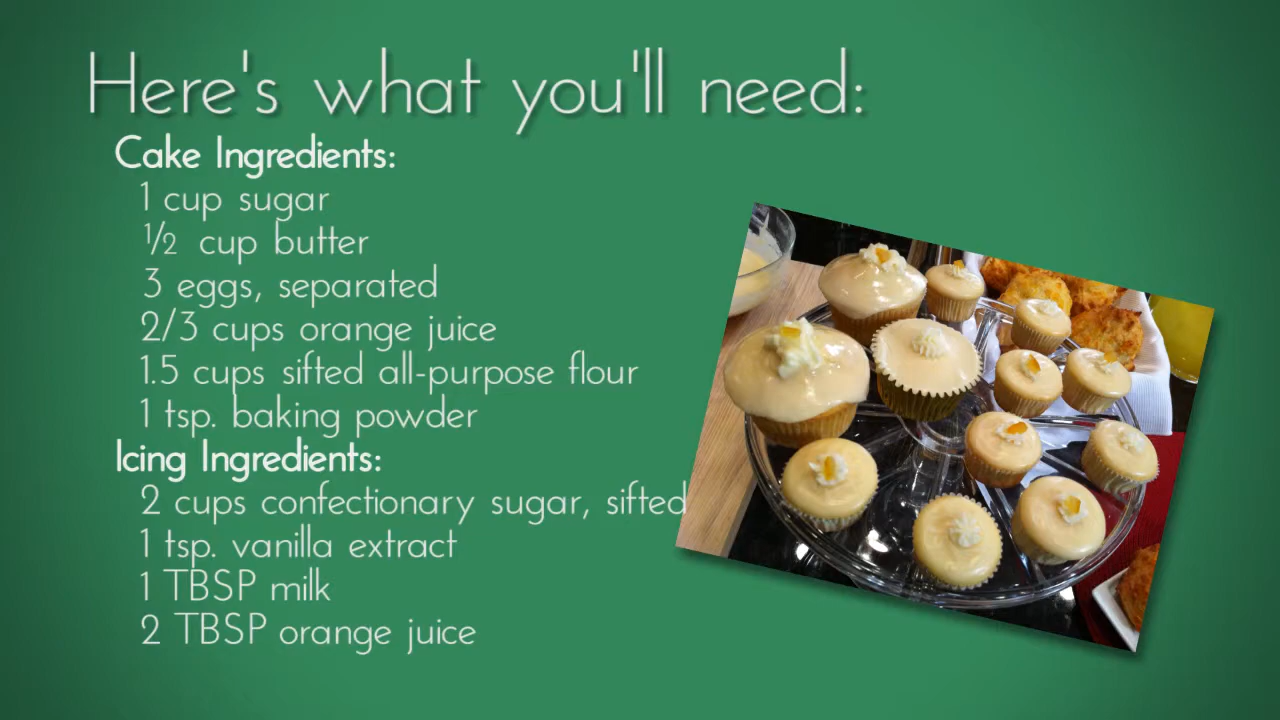 Here's what you'll need:
Cake Ingredients:
1 cup sugar
½ cup butter
3 eggs, separated
2/3 cups orange juice
1.5 cups sifted all-purpose flour
1 tsp. baking powder
Icing Ingredients:
2 cups confectionary sugar, sifted
1 tsp. vanilla extract
1 TBSP milk
2 TBSP orange juice